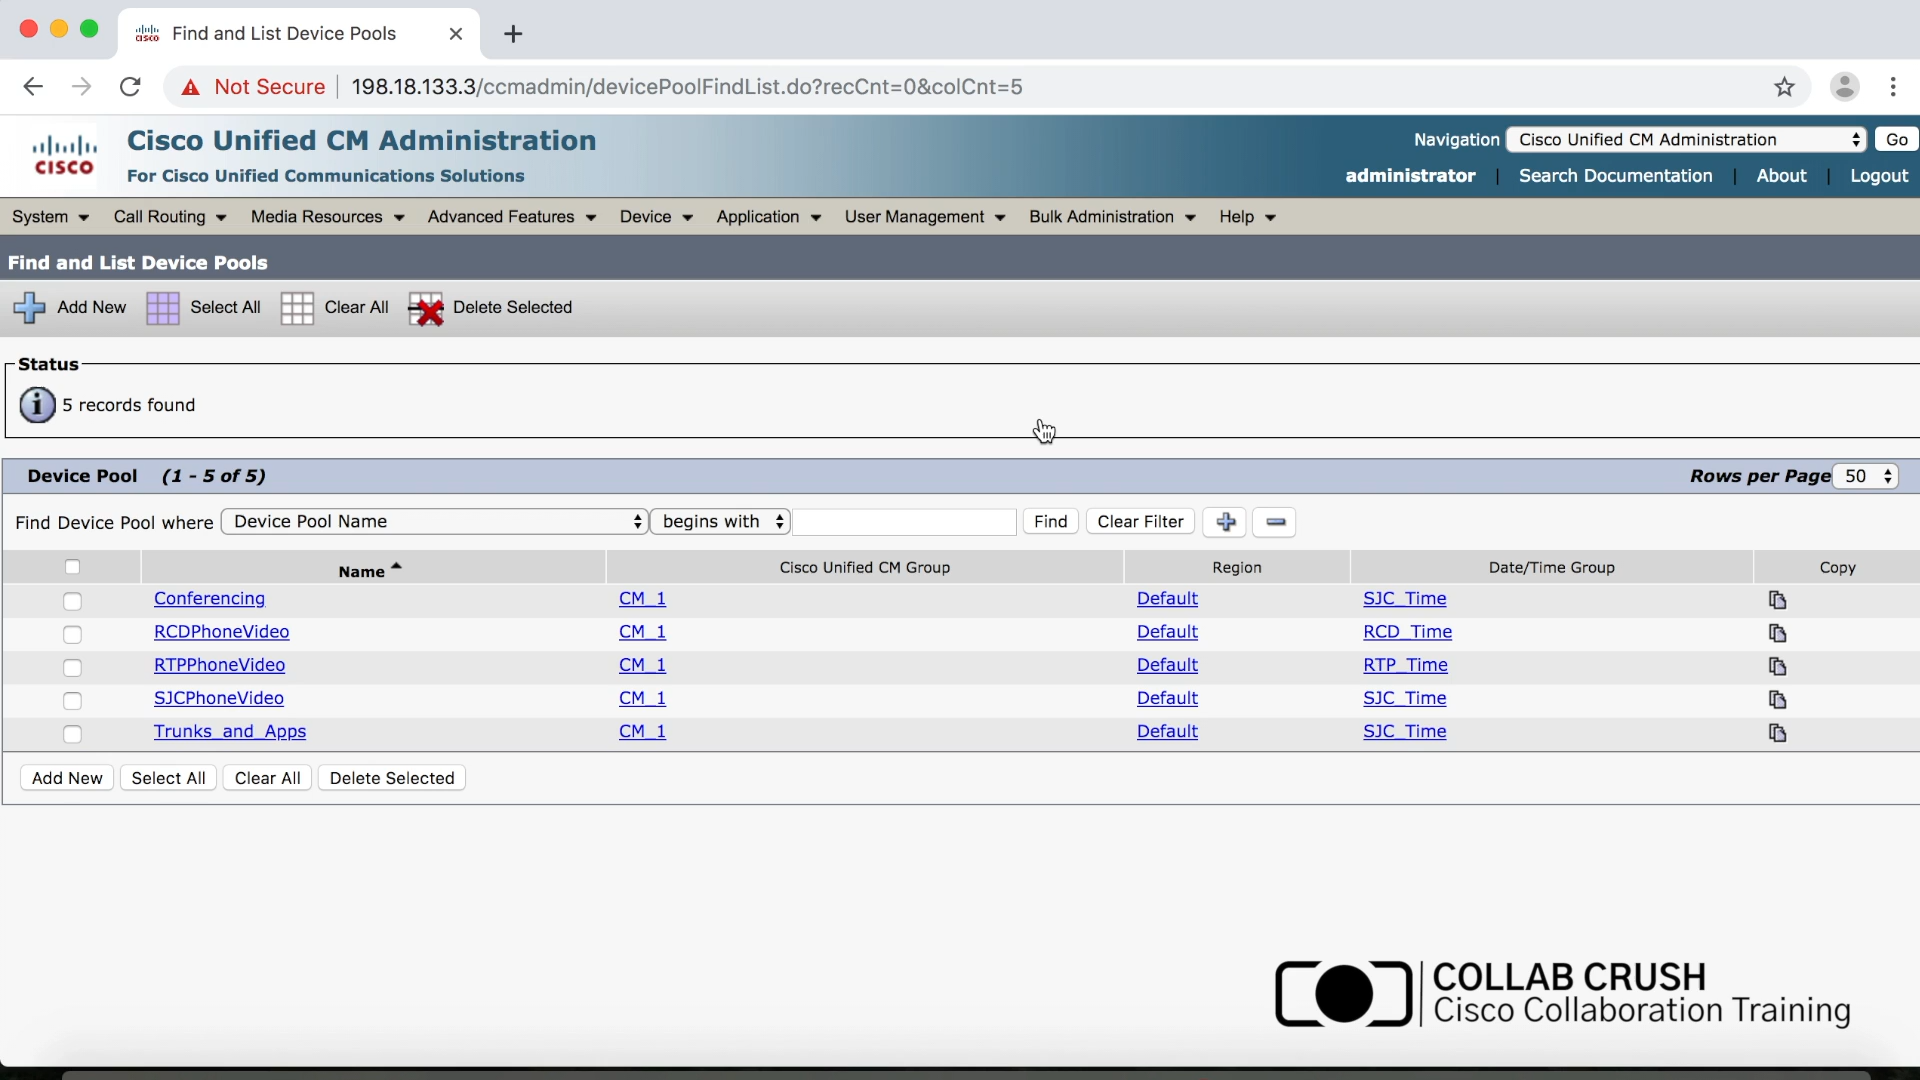 Find and List Device Pools
Not Secure | 198.18.133.3/ccmadmin/devicePoolFindList.do?recCnt=0&colCnt=5
CISCO
Cisco Unified CM Administration
For Cisco Unified Communications Solutions
Navigation Cisco Unified CM Administration Go
administrator | Search Documentation | About | Logout
System Call Routing Media Resources Advanced Features Device Application User Management Bulk Administration Help
Find and List Device Pools
Add New Select All Clear All Delete Selected
Status
5 records found
Device Pool (1 - 5 of 5) Rows per Page 50
Find Device Pool where Device Pool Name begins with Find Clear Filter
Name Cisco Unified CM Group Region Date/Time Group Copy
Conferencing CM_1 Default SJC_Time
RCDPhoneVideo CM_1 Default RCD_Time
RTPPhoneVideo CM_1 Default RTP_Time
SJCPhoneVideo CM_1 Default SJC_Time
Trunks_and_Apps CM_1 Default SJC_Time
Add New Select All Clear All Delete Selected
COLLAB CRUSH
Cisco Collaboration Training